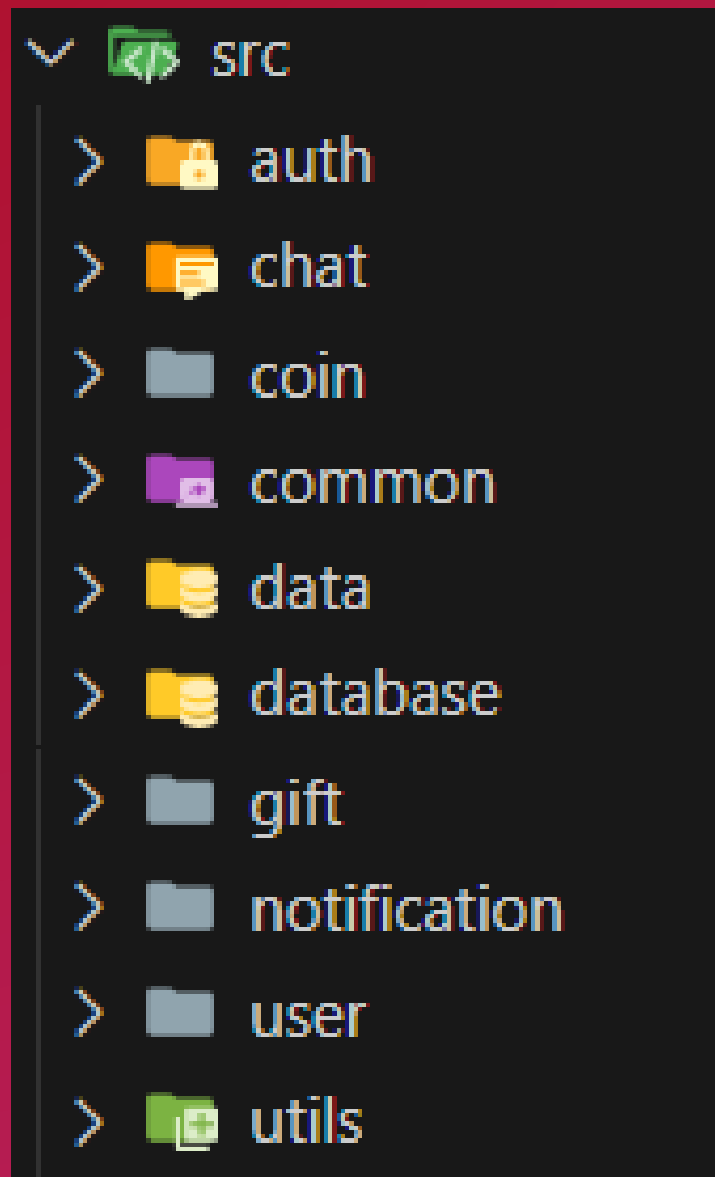 src
auth
chat
coin
common
data
database
gift
notification
user
utils